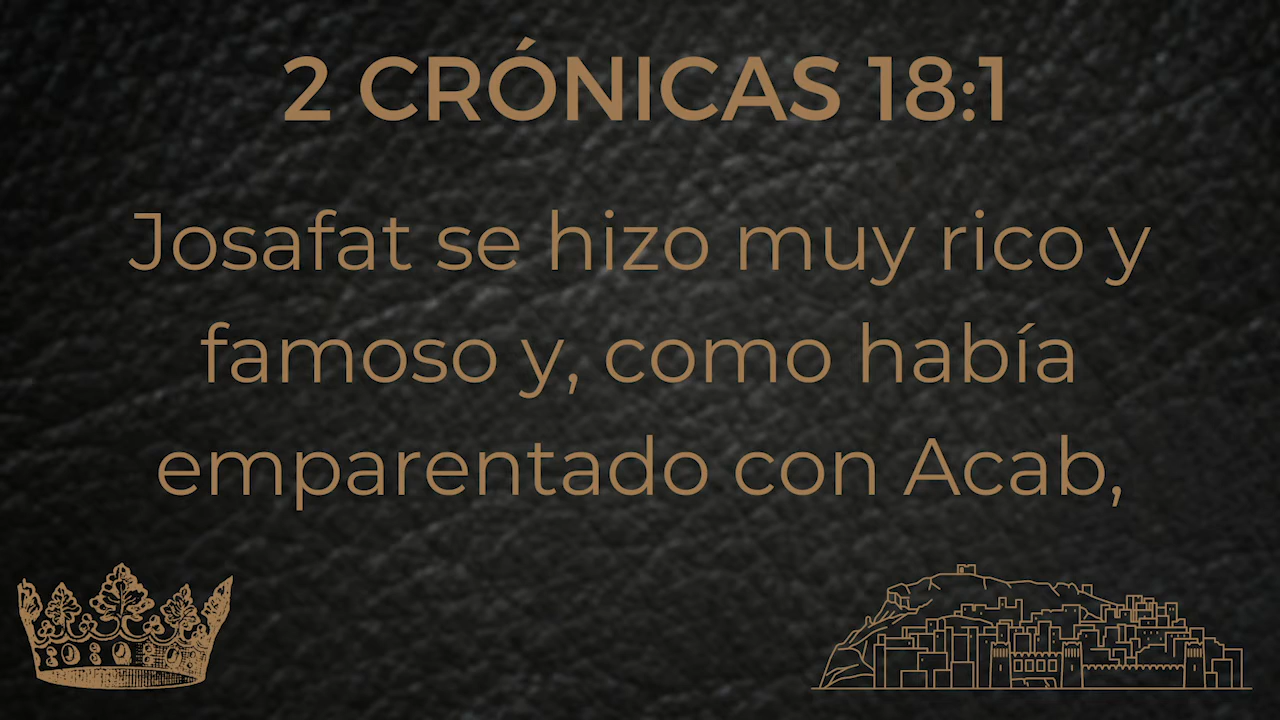 2 CRÓNICAS 18:1
Josafat se hizo muy rico y
famoso y, como había
emparentado con Acab,